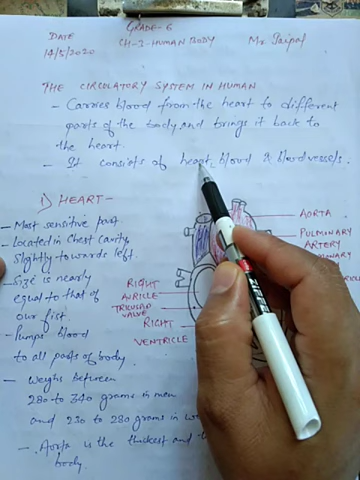 GRADE-6
DATE
14/5/2020
CH-2-HUMAN BODY
Mr Jaipal
THE CIRCULATORY SYSTEM IN HUMAN
- Carries blood from the heart to different
parts of the body and brings it back to
the heart.
- It consists of heart, blood & blood vessels.
1) HEART-
- Most sensitive part.
- Located in Chest cavity,
slightly towards left.
- Size is nearly
equal to that of
our fist
- Pumps blood
to all parts of body.
- Weighs between
280 to 340 grams in men
and 230 to 280 grams in
- Aorta is the thickest and
body.
AORTA
PULMONARY
ARTERY
RIGHT
AURICLE
TRICUSPID
VALVE
RIGHT
VENTRICLE